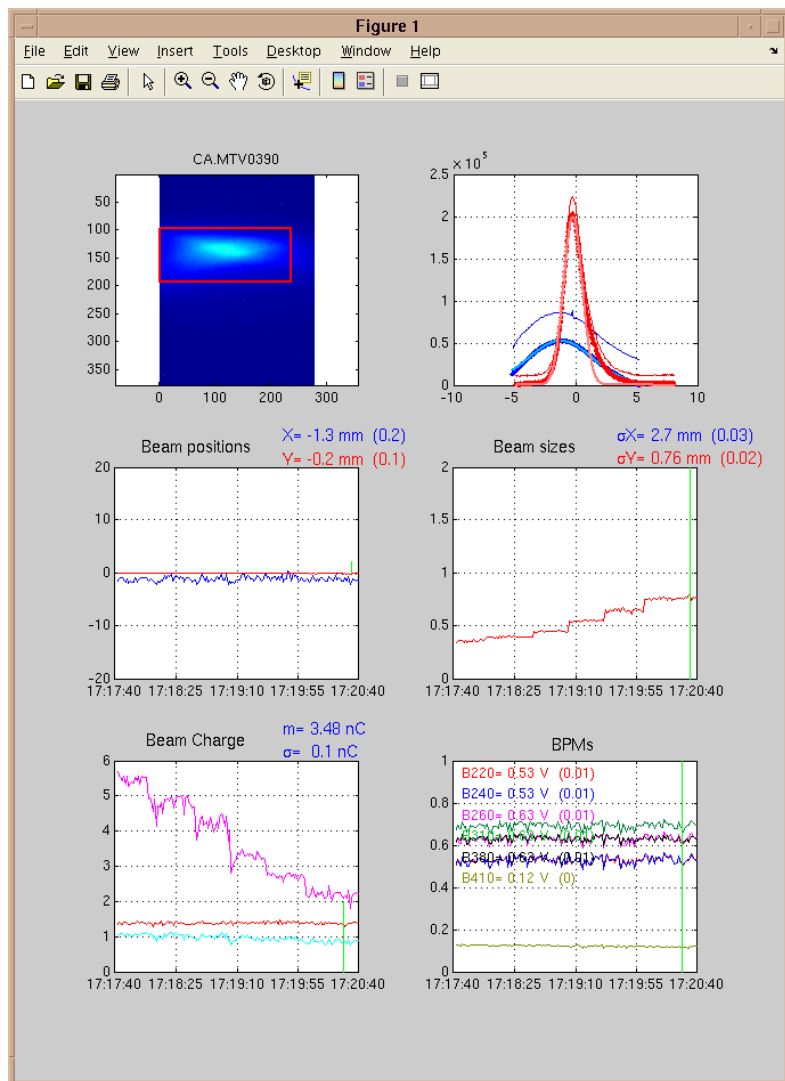 Figure 1
File Edit View Insert Tools Desktop Window Help
CA.MTV0390
0
50
100
150
200
250
300
350
0 100 200 300
× 10^5
2.5
2
1.5
1
0.5
0
-10 -5 0 5 10
Beam positions
X= -1.3 mm (0.2)
Y= -0.2 mm (0.1)
20
10
0
-10
-20
17:17:40 17:18:25 17:19:10 17:19:55 17:20:40
Beam sizes
σX= 2.7 mm (0.03)
σY= 0.76 mm (0.02)
2
1.5
1
0.5
0
17:17:40 17:18:25 17:19:10 17:19:55 17:20:40
Beam Charge
m= 3.48 nC
σ= 0.1 nC
6
5
4
3
2
1
0
17:17:40 17:18:25 17:19:10 17:19:55 17:20:40
BPMs
1
0.8
0.6
0.4
0.2
0
B220= 0.53 V (0.01)
B240= 0.53 V (0.01)
B260= 0.63 V (0.01)
B380= 0.63 V (0.01)
B410= 0.12 V (0)
17:17:40 17:18:25 17:19:10 17:19:55 17:20:40